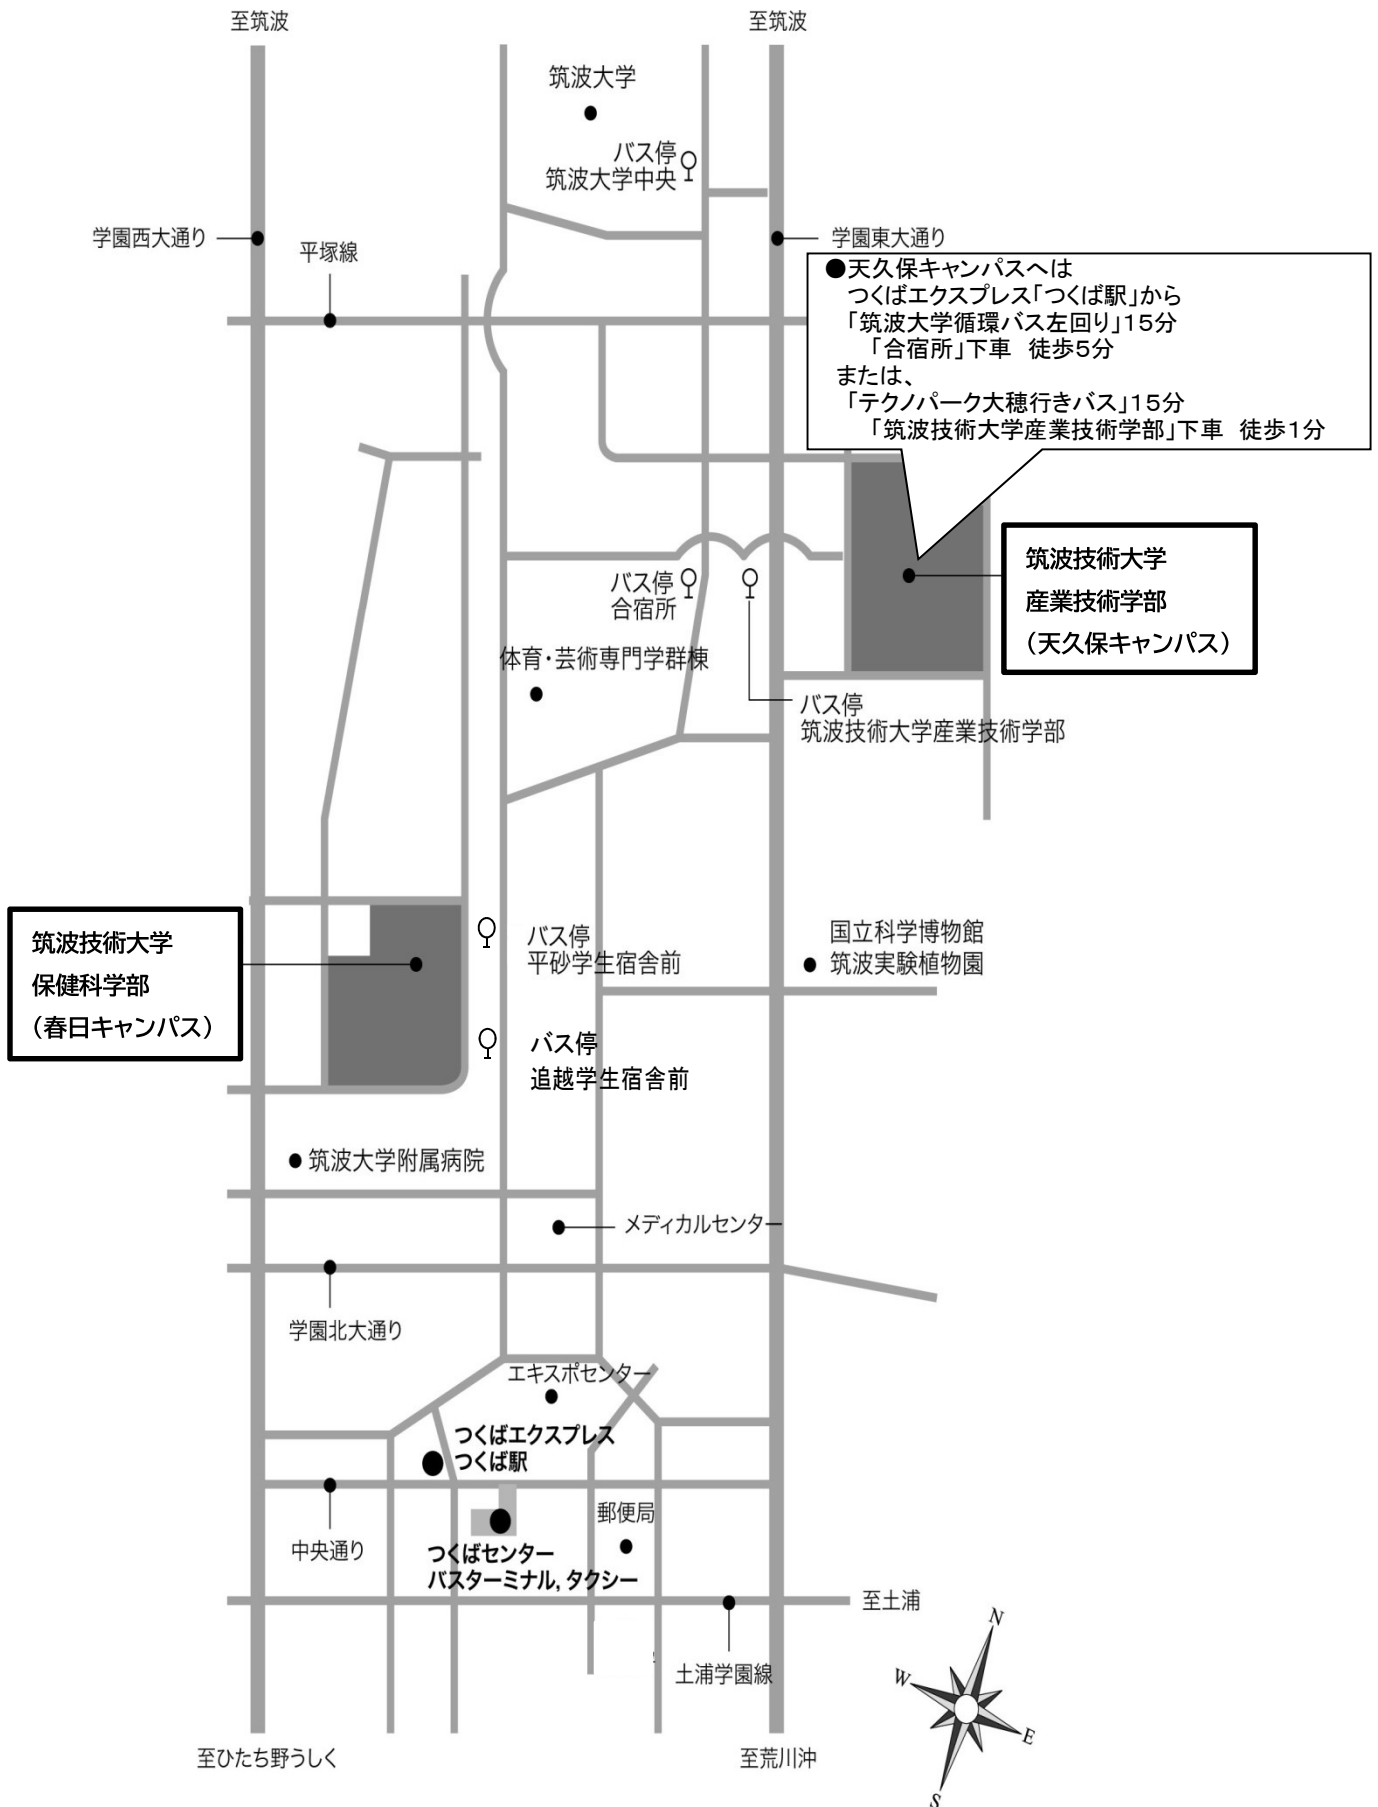 至筑波
至筑波
筑波大学
バス停
筑波大学中央
学園西大通り
平塚線
学園東大通り
●天久保キャンパスへは
つくばエクスプレス「つくば駅」から
「筑波大学循環バス左回り」15分
「合宿所」下車　徒歩5分
または、
「テクノパーク大穂行きバス」15分
「筑波技術大学産業技術学部」下車　徒歩1分
筑波技術大学
産業技術学部
（天久保キャンパス）
バス停
合宿所
体育・芸術専門学群棟
バス停
筑波技術大学産業技術学部
筑波技術大学
保健科学部
（春日キャンパス）
バス停
平砂学生宿舎前
国立科学博物館
筑波実験植物園
バス停
追越学生宿舎前
筑波大学附属病院
メディカルセンター
学園北大通り
エキスポセンター
つくばエクスプレス
つくば駅
中央通り
郵便局
つくばセンター
バスターミナル, タクシー
至土浦
土浦学園線
至ひたち野うしく
至荒川沖
N
W
E
S